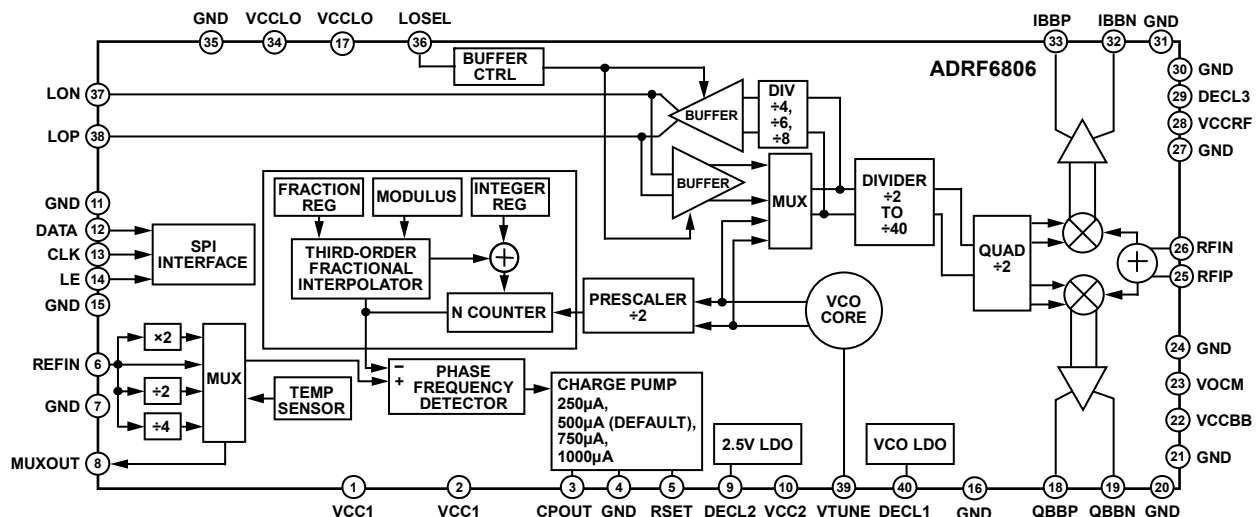 GND
VCCLO
VCCLO
LOSEL
IBBP
IBBN
GND
35
34
17
36
33
32
31
BUFFER
CTRL
ADRF6806
30
GND
29
DECL3
28
VCCRF
27
GND
LON
37
LOP
38
BUFFER
DIV
÷4,
÷6,
÷8
BUFFER
MUX
DIVIDER
÷2
TO
÷40
QUAD
÷2
26
RFIN
25
RFIP
FRACTION
REG
MODULUS
INTEGER
REG
THIRD-ORDER
FRACTIONAL
INTERPOLATOR
N COUNTER
PRESCALER
÷2
VCO
CORE
GND
11
DATA
12
CLK
13
LE
14
GND
15
SPI
INTERFACE
REFIN
6
GND
7
MUXOUT
8
×2
÷2
÷4
MUX
TEMP
SENSOR
−
+
PHASE
FREQUENCY
DETECTOR
CHARGE PUMP
250µA,
500µA (DEFAULT),
750µA,
1000µA
2.5V LDO
VCO LDO
24
GND
23
VOCM
22
VCCBB
21
GND
1
2
3
4
5
9
10
39
40
16
18
19
20
VCC1
VCC1
CPOUT
GND
RSET
DECL2
VCC2
VTUNE
DECL1
GND
QBBP
QBBN
GND